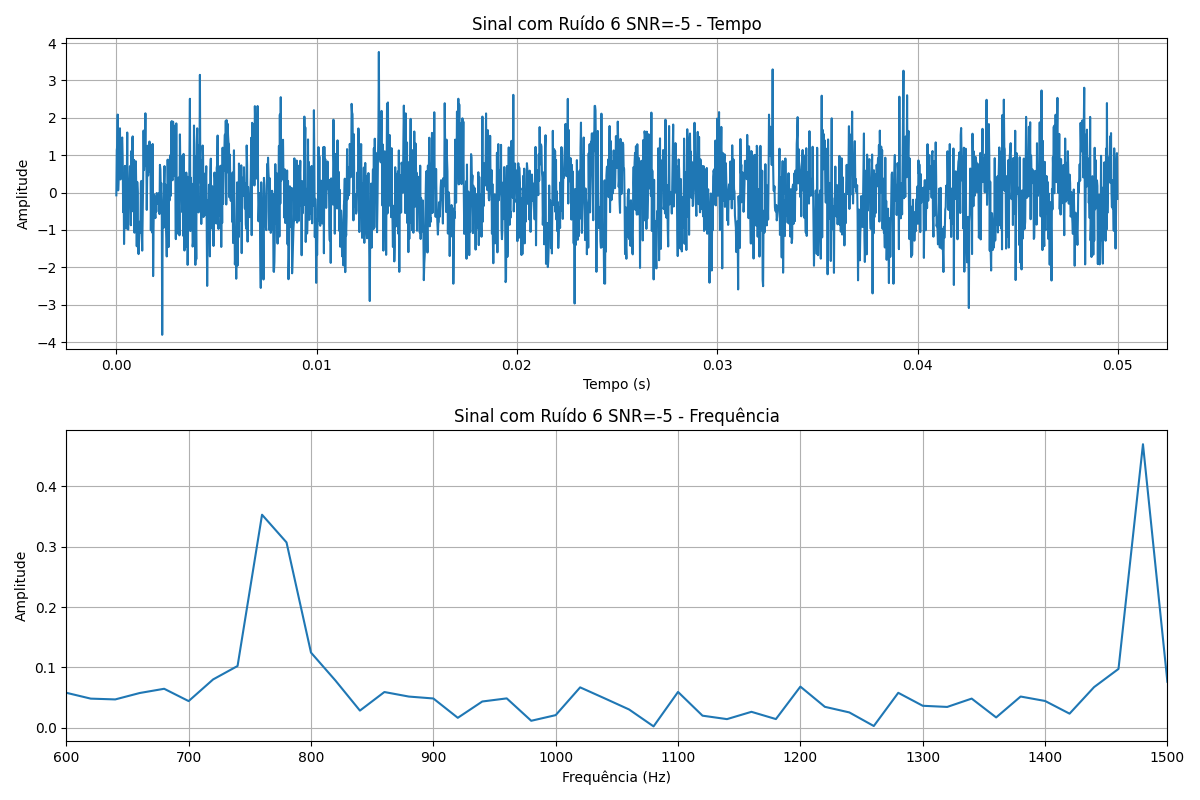 Sinal com Ruído 6 SNR=-5 - Tempo
4
3
2
1
0
−1
−2
−3
−4
Amplitude
0.00 0.01 0.02 0.03 0.04 0.05
Tempo (s)
Sinal com Ruído 6 SNR=-5 - Frequência
0.4
0.3
0.2
0.1
0.0
Amplitude
600 700 800 900 1000 1100 1200 1300 1400 1500
Frequência (Hz)